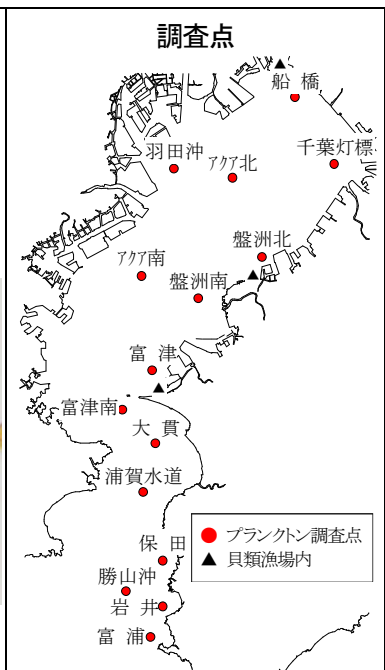 調査点
船橋
千葉灯標
羽田沖
アクア北
盤洲北
アクア南
盤洲南
富津
富津南
大貫
浦賀水道
保田
勝山沖
岩井
富浦
プランクトン調査点
貝類漁場内